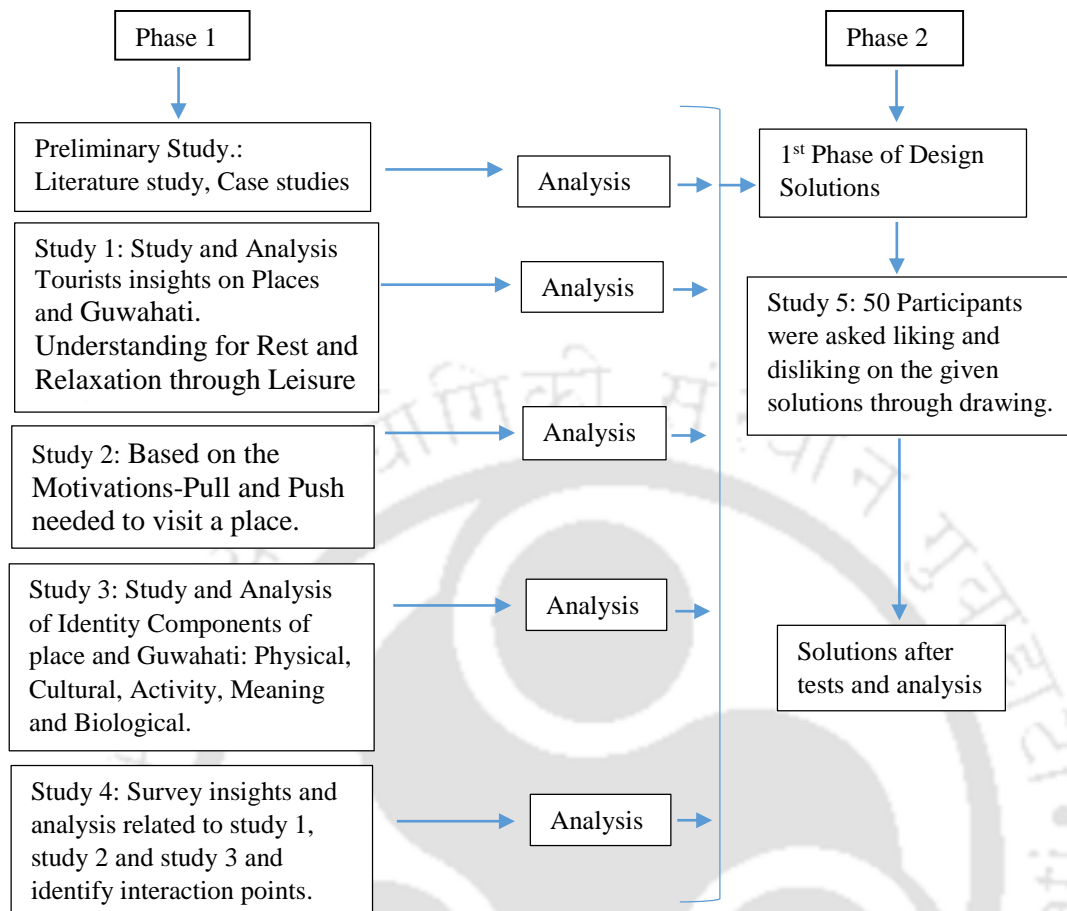 Phase 1
Phase 2
Preliminary Study.:
Literature study, Case studies
Analysis
1st Phase of Design
Solutions
Study 1: Study and Analysis
Tourists insights on Places
and Guwahati.
Understanding for Rest and
Relaxation through Leisure
Analysis
Study 5: 50 Participants
were asked liking and
disliking on the given
solutions through drawing.
Study 2: Based on the
Motivations-Pull and Push
needed to visit a place.
Analysis
Study 3: Study and Analysis
of Identity Components of
place and Guwahati: Physical,
Cultural, Activity, Meaning
and Biological.
Analysis
Solutions after
tests and analysis
Study 4: Survey insights and
analysis related to study 1,
study 2 and study 3 and
identify interaction points.
Analysis